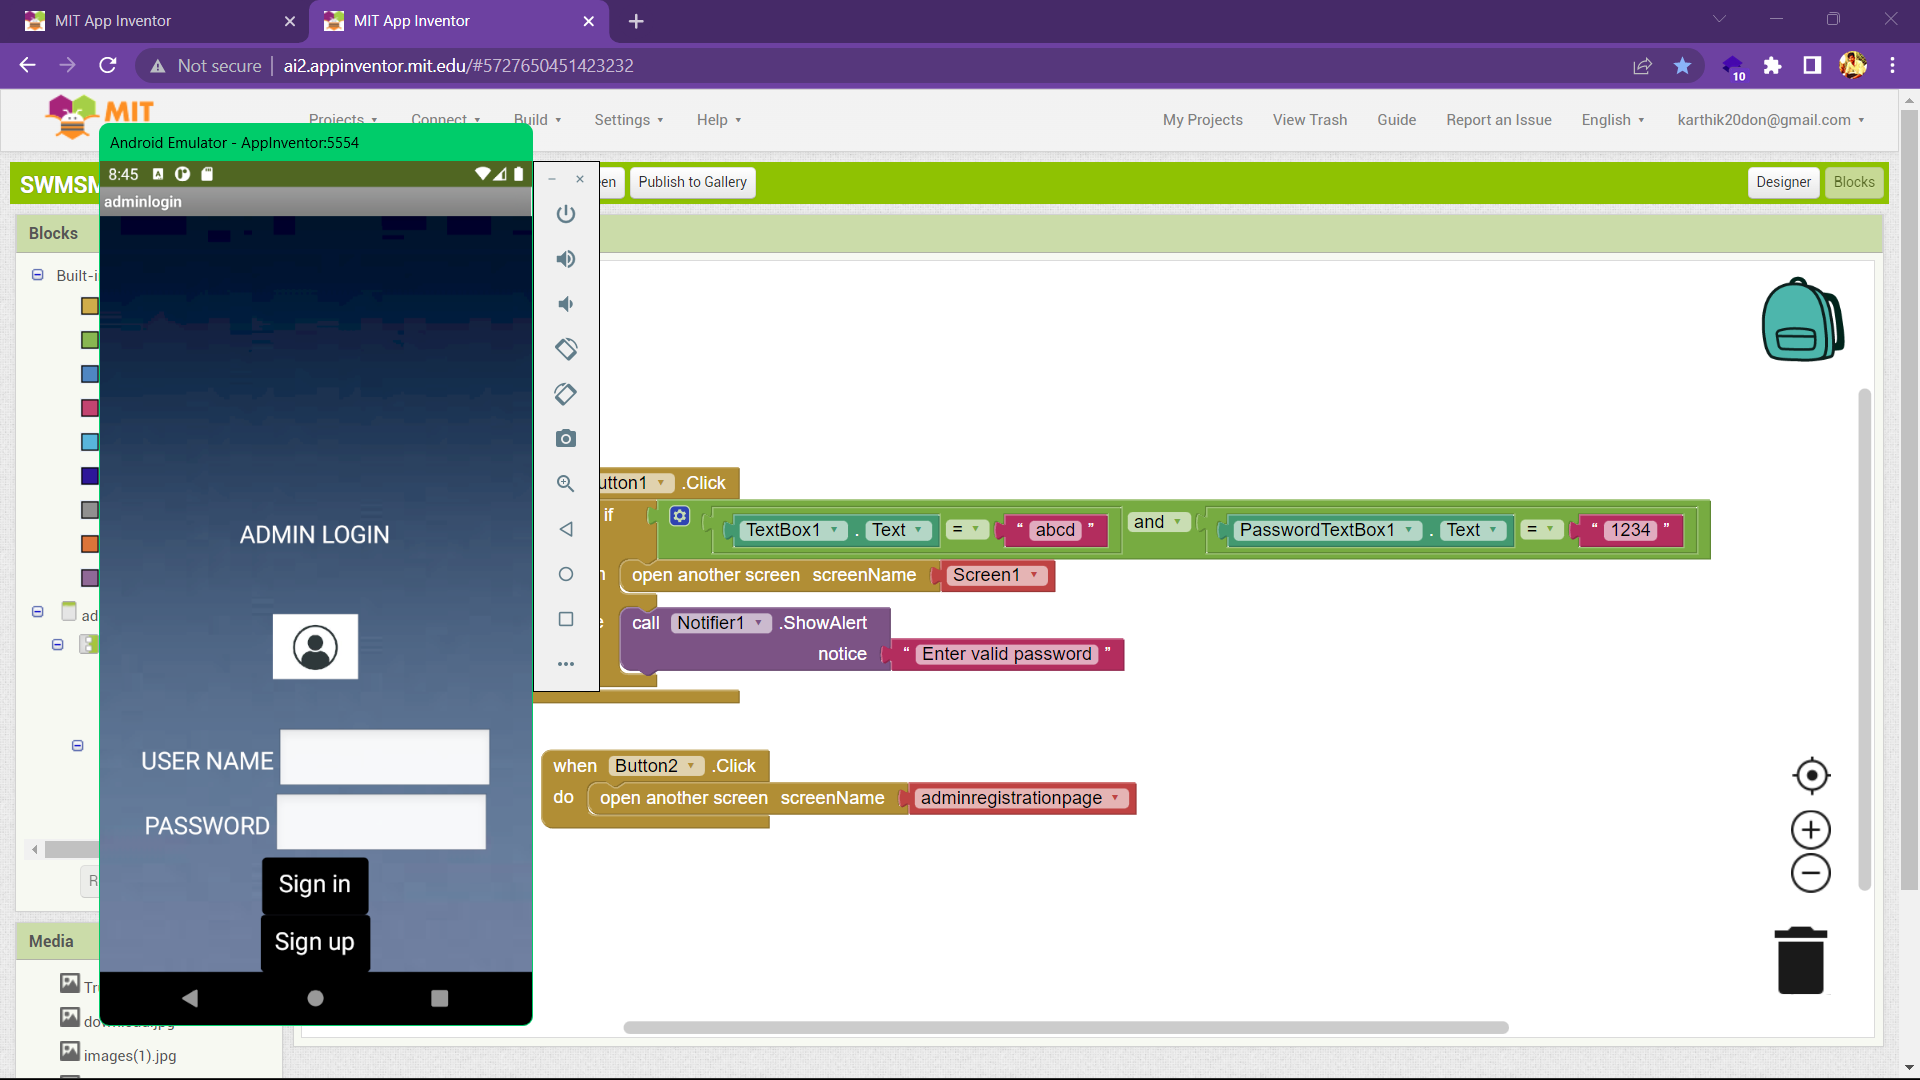 MIT App Inventor
MIT App Inventor
Not secure
ai2.appinventor.mit.edu/#5727650451423232
10
MIT
Projects
Connect
Build
Settings
Help
My Projects
View Trash
Guide
Report an Issue
English
karthik20don@gmail.com
Android Emulator - AppInventor:5554
8:45
adminlogin
SWMSM
en
Publish to Gallery
Designer
Blocks
Blocks
Built-i
ad
ADMIN LOGIN
USER NAME
PASSWORD
Sign in
Sign up
utton1 .Click
if
TextBox1 . Text = " abcd " and PasswordTextBox1 . Text = " 1234 "
n open another screen screenName Screen1
e call Notifier1 .ShowAlert
notice " Enter valid password "
when Button2 .Click
do open another screen screenName adminregistrationpage
R
Media
Tr
images(1).jpg